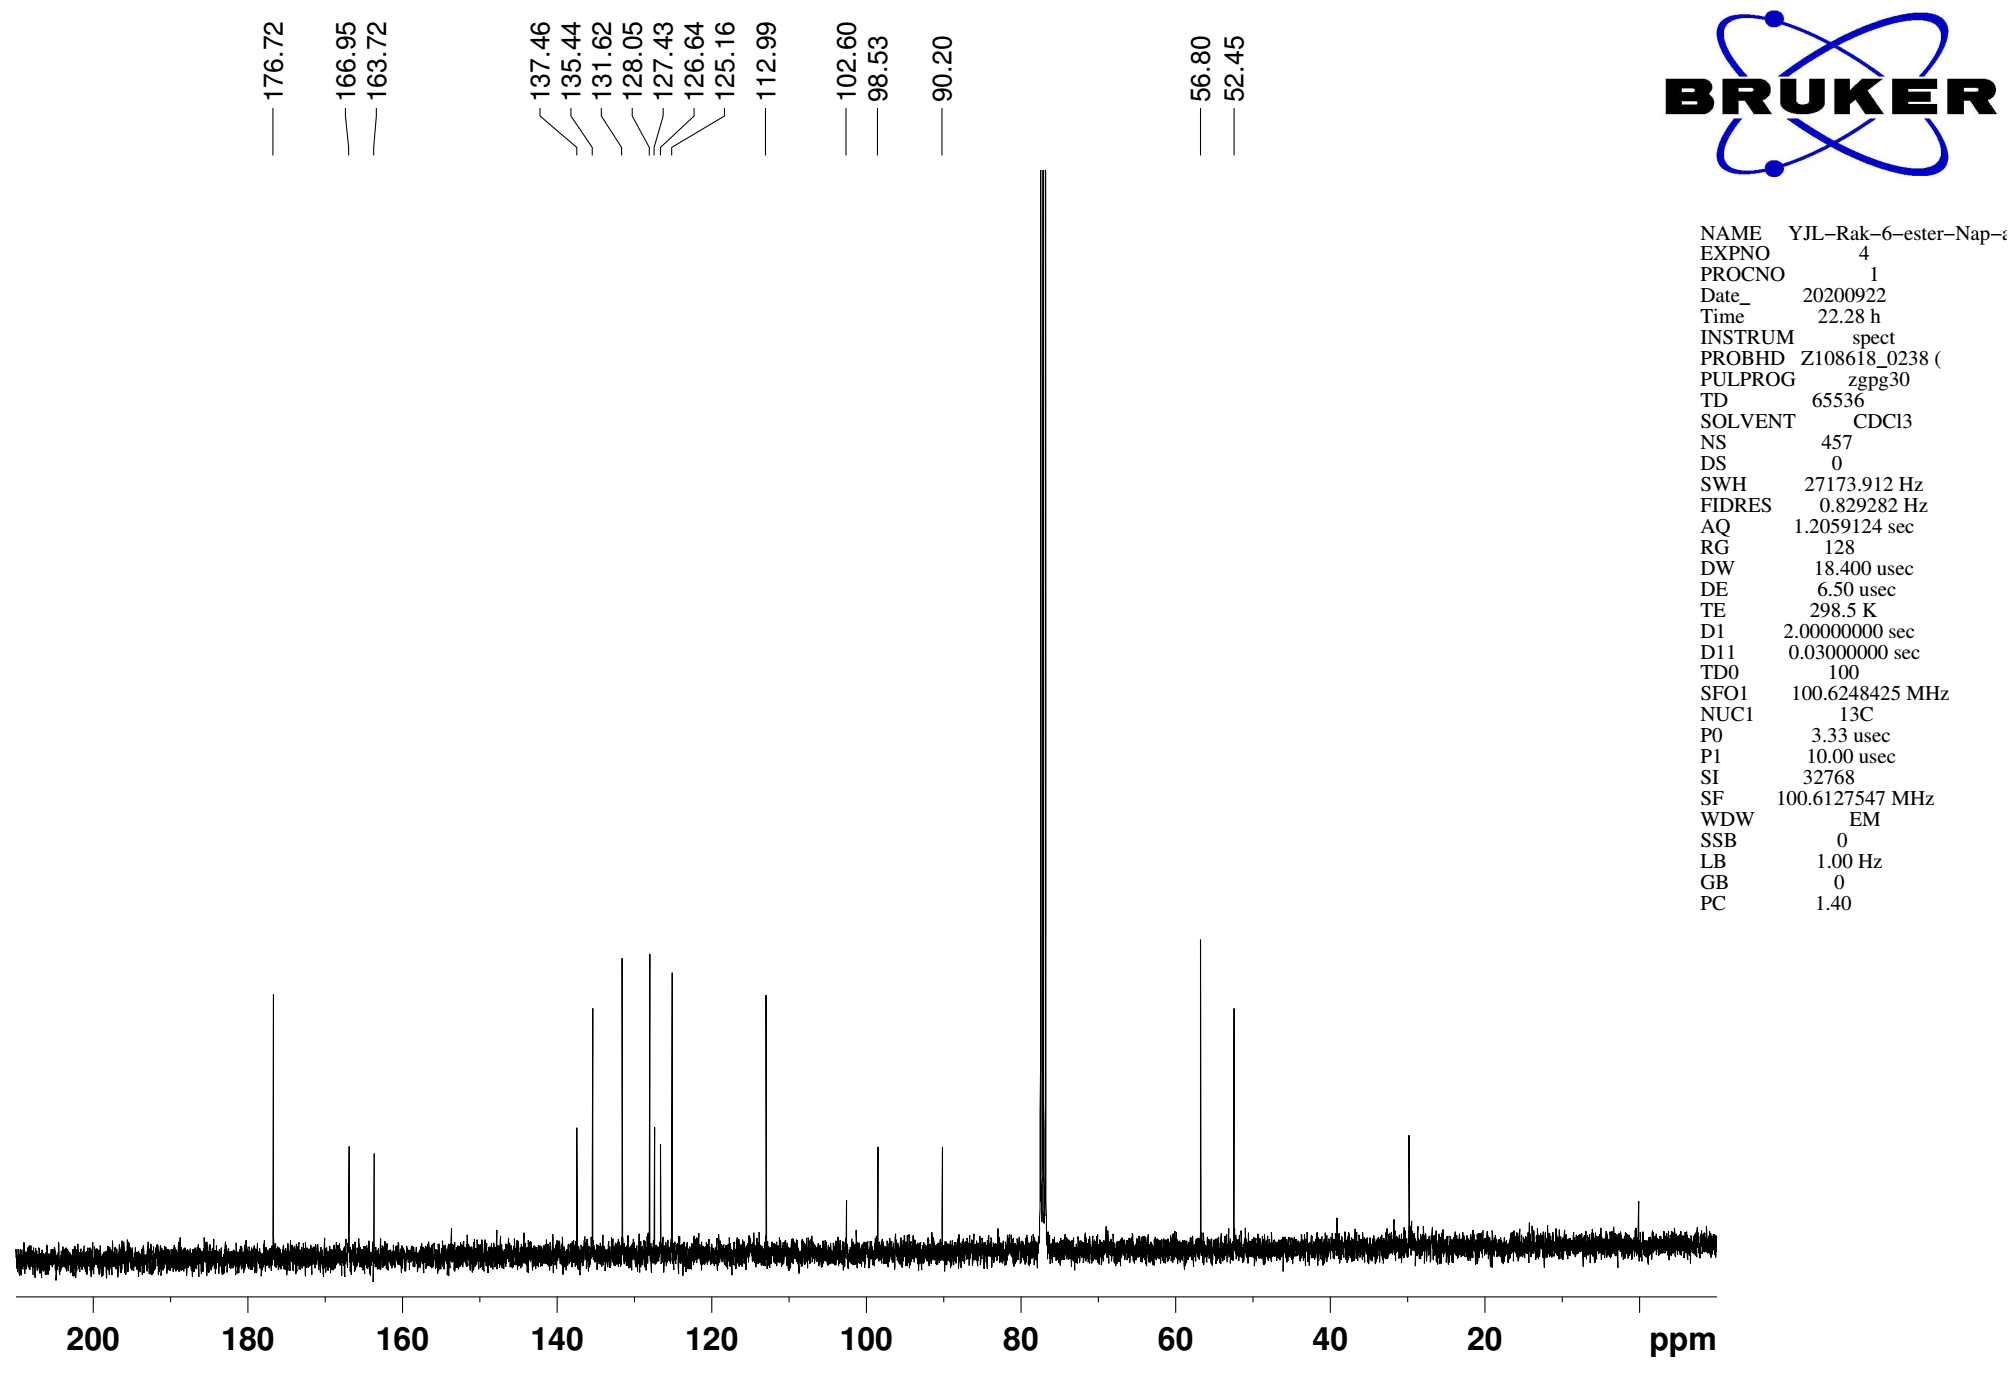 176.72
166.95
163.72
137.46
135.44
131.62
128.05
127.43
126.64
125.16
112.99
102.60
98.53
90.20
56.80
52.45
BRUKER
NAME YJL-Rak-6-ester-Nap-a
EXPNO 4
PROCNO 1
Date_ 20200922
Time 22.28 h
INSTRUM spect
PROBHD Z108618_0238 (
PULPROG zgpg30
TD 65536
SOLVENT CDCl3
NS 457
DS 0
SWH 27173.912 Hz
FIDRES 0.829282 Hz
AQ 1.2059124 sec
RG 128
DW 18.400 usec
DE 6.50 usec
TE 298.5 K
D1 2.00000000 sec
D11 0.03000000 sec
TD0 100
SFO1 100.6248425 MHz
NUC1 13C
P0 3.33 usec
P1 10.00 usec
SI 32768
SF 100.6127547 MHz
WDW EM
SSB 0
LB 1.00 Hz
GB 0
PC 1.40
200 180 160 140 120 100 80 60 40 20 ppm